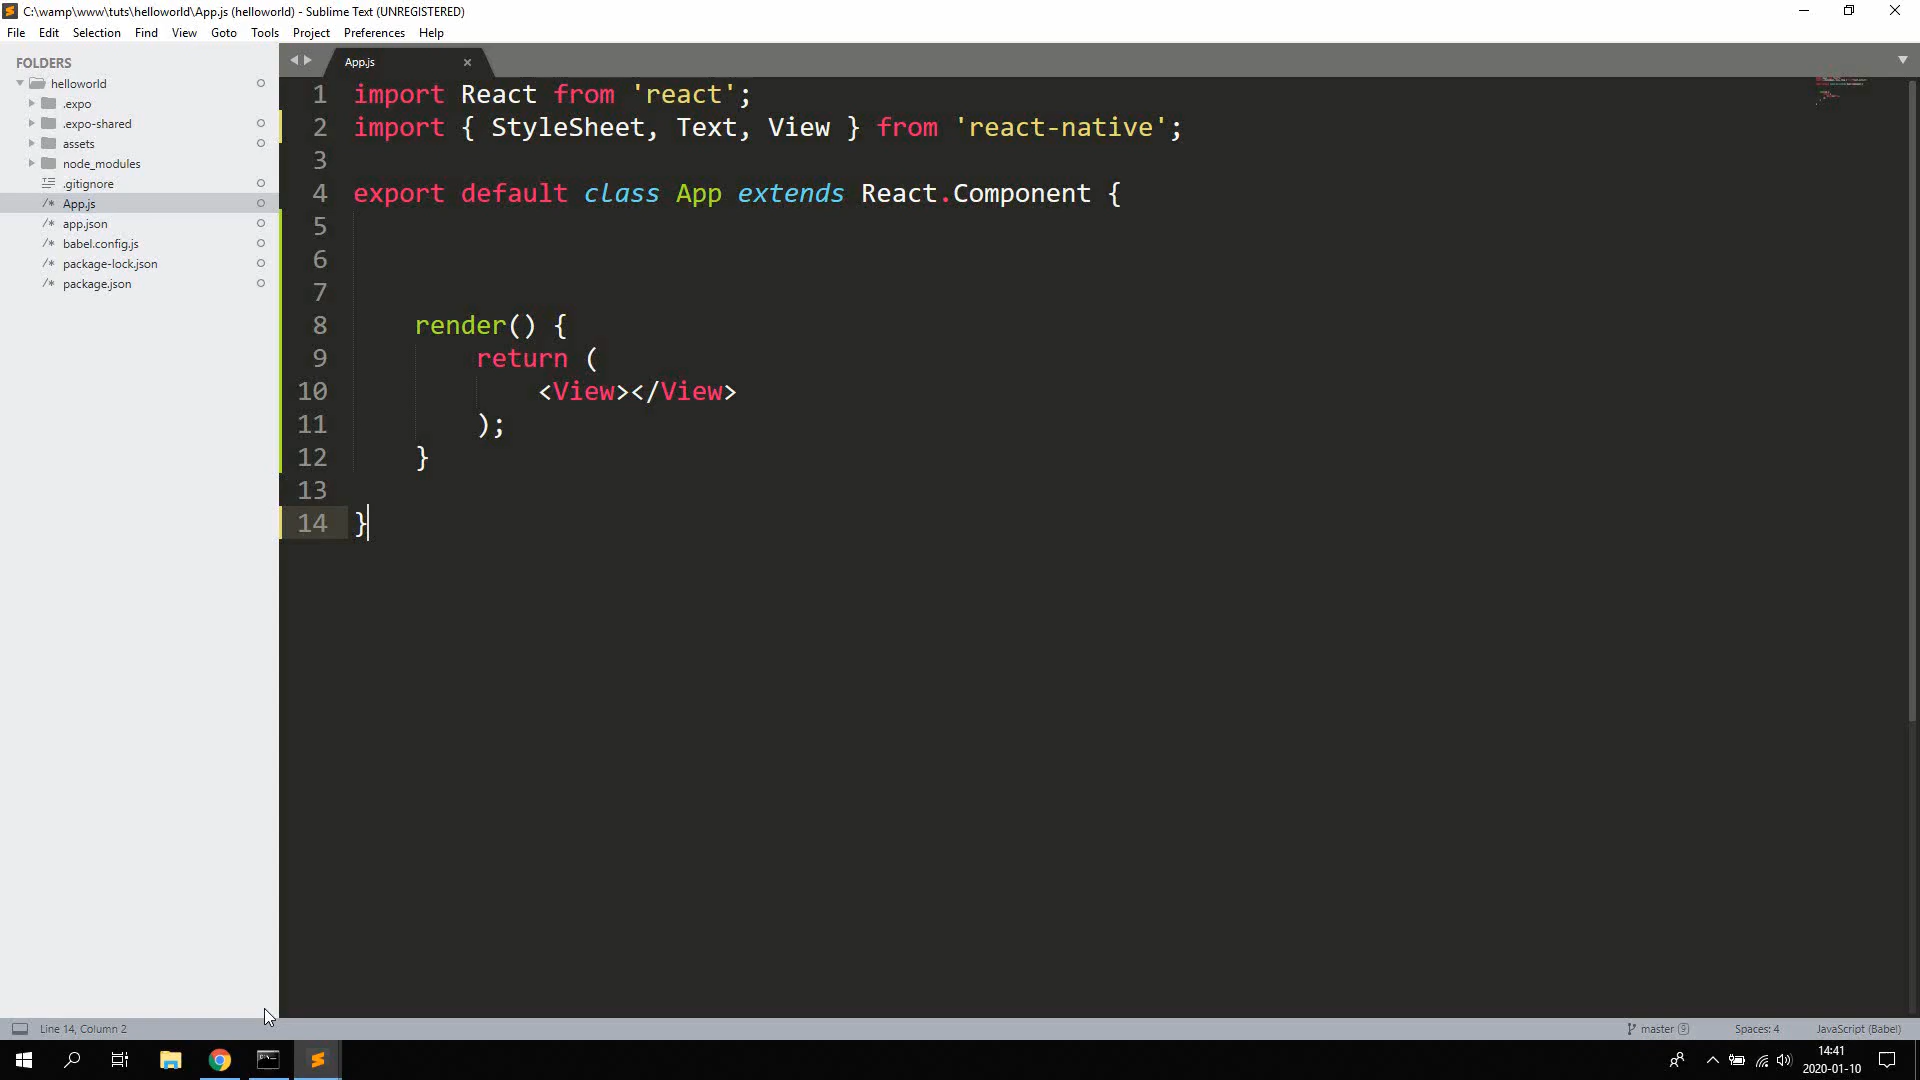 C:\wamp\www\tuts\helloworld\App.js (helloworld) - Sublime Text (UNREGISTERED)
File Edit Selection Find View Goto Tools Project Preferences Help
FOLDERS
helloworld
.expo
.expo-shared
assets
node_modules
.gitignore
/* App.js
/* app.json
/* babel.config.js
/* package-lock.json
/* package.json
App.js
1 import React from 'react';
2 import { StyleSheet, Text, View } from 'react-native';
3
4 export default class App extends React.Component {
5
6
7
8 render() {
9 return (
10 <View></View>
11 );
12 }
13
14 }
Line 14, Column 2
master 9 Spaces: 4 JavaScript (Babel)
14:41
2020-01-10